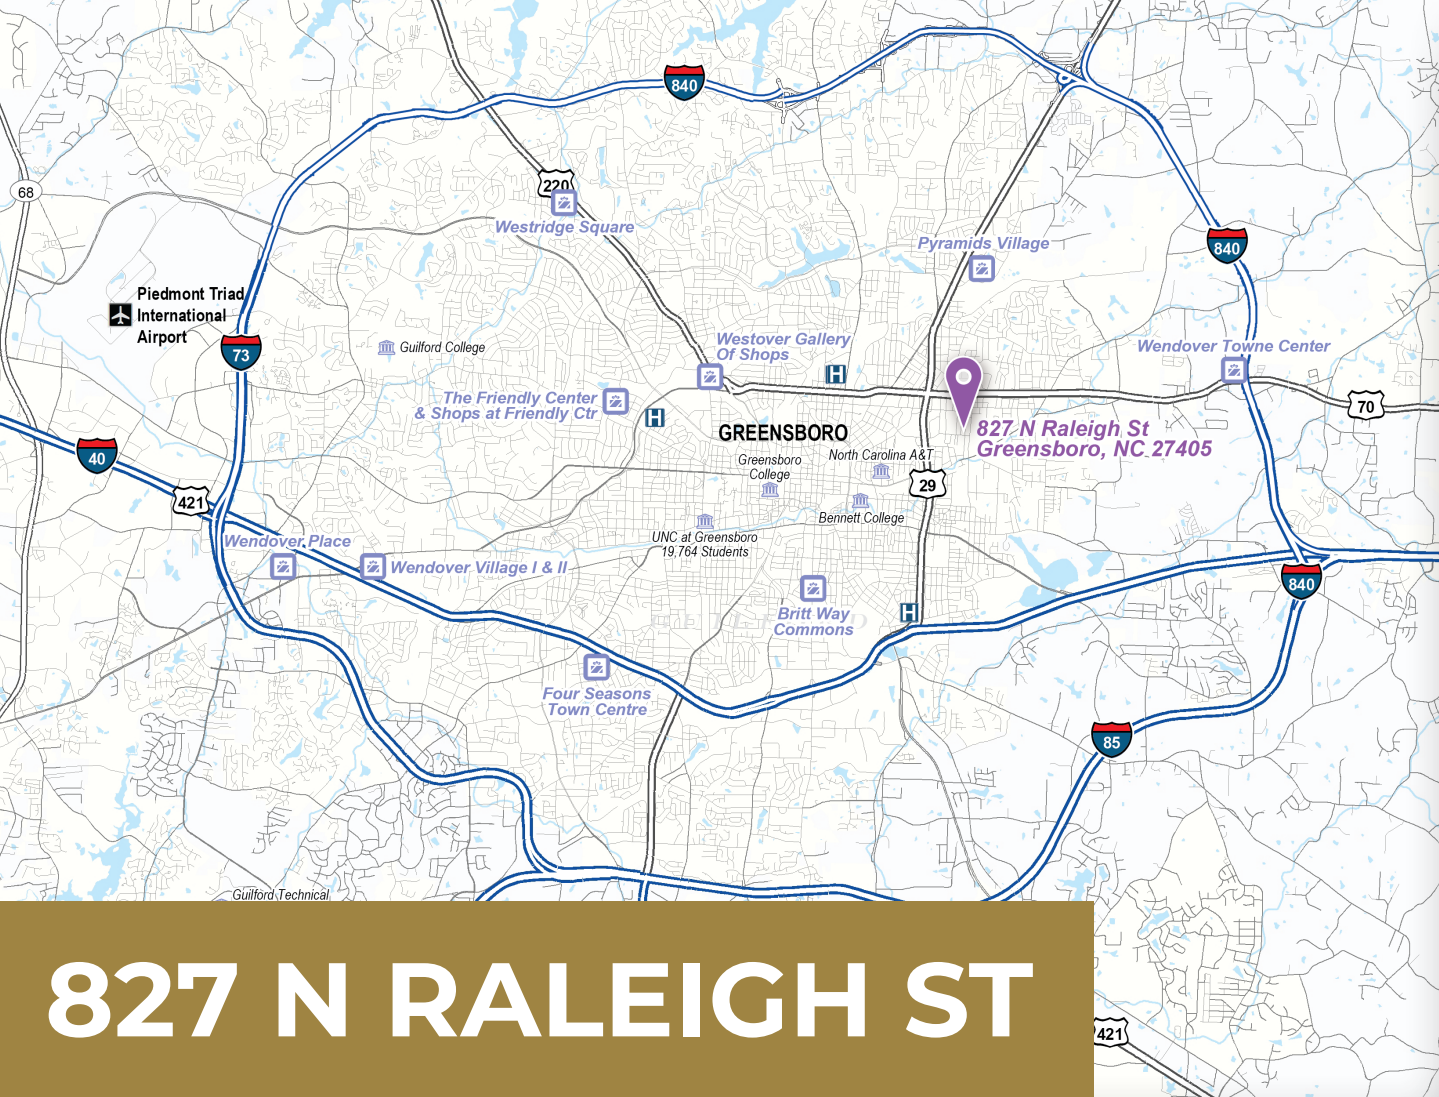 840
220
Westridge Square
68
Pyramids Village
840
Piedmont Triad
International
Airport
73
Guilford College
Westover Gallery
Of Shops
Wendover Towne Center
H
The Friendly Center
& Shops at Friendly Ctr
H
70
827 N Raleigh St
Greensboro, NC 27405
GREENSBORO
40
421
Greensboro
College
North Carolina A&T
29
Bennett College
UNC at Greensboro
19,764 Students
Wendover Place
Wendover Village I & II
840
Britt Way
Commons
H
Four Seasons
Town Centre
85
Guilford Technical
827 N RALEIGH ST
421